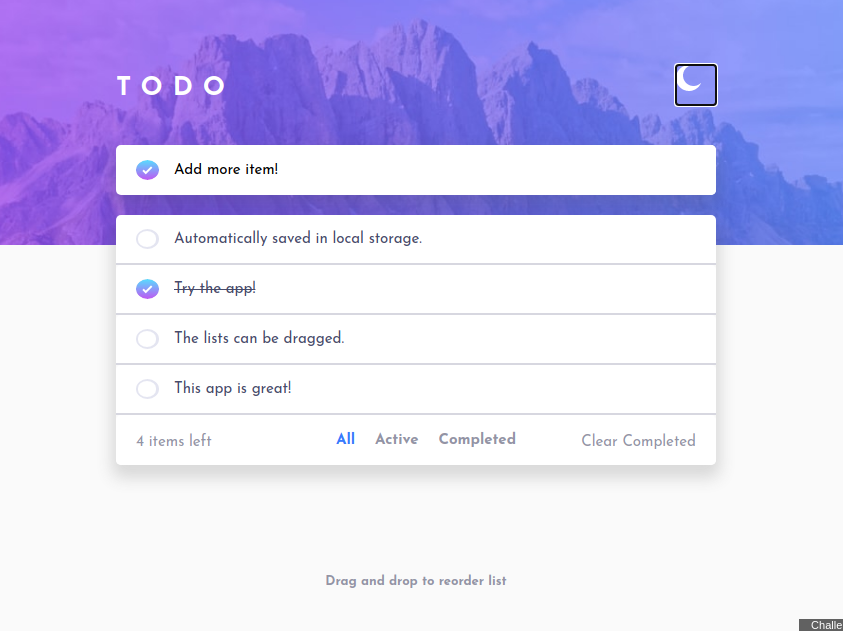 TODO
Add more item!
Automatically saved in local storage.
Try the app!
The lists can be dragged.
This app is great!
4 items left All Active Completed Clear Completed
Drag and drop to reorder list
Challe